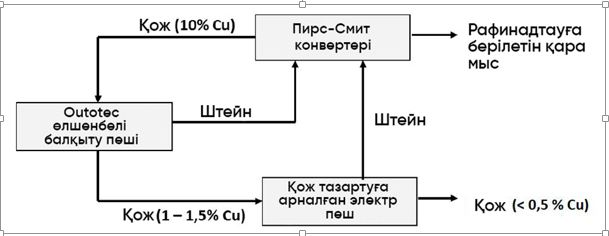 Қож (10% Cu)
Пирс-Смит
конвертері
Рафинадтауға
берілетін қара
мыс
Outotec
өлшенбелі
балқыту пеші
Штейн
Штейн
Қож (1 – 1,5% Cu)
Қож тазартуға
арналған электр
пеш
Қож (< 0,5 % Cu)